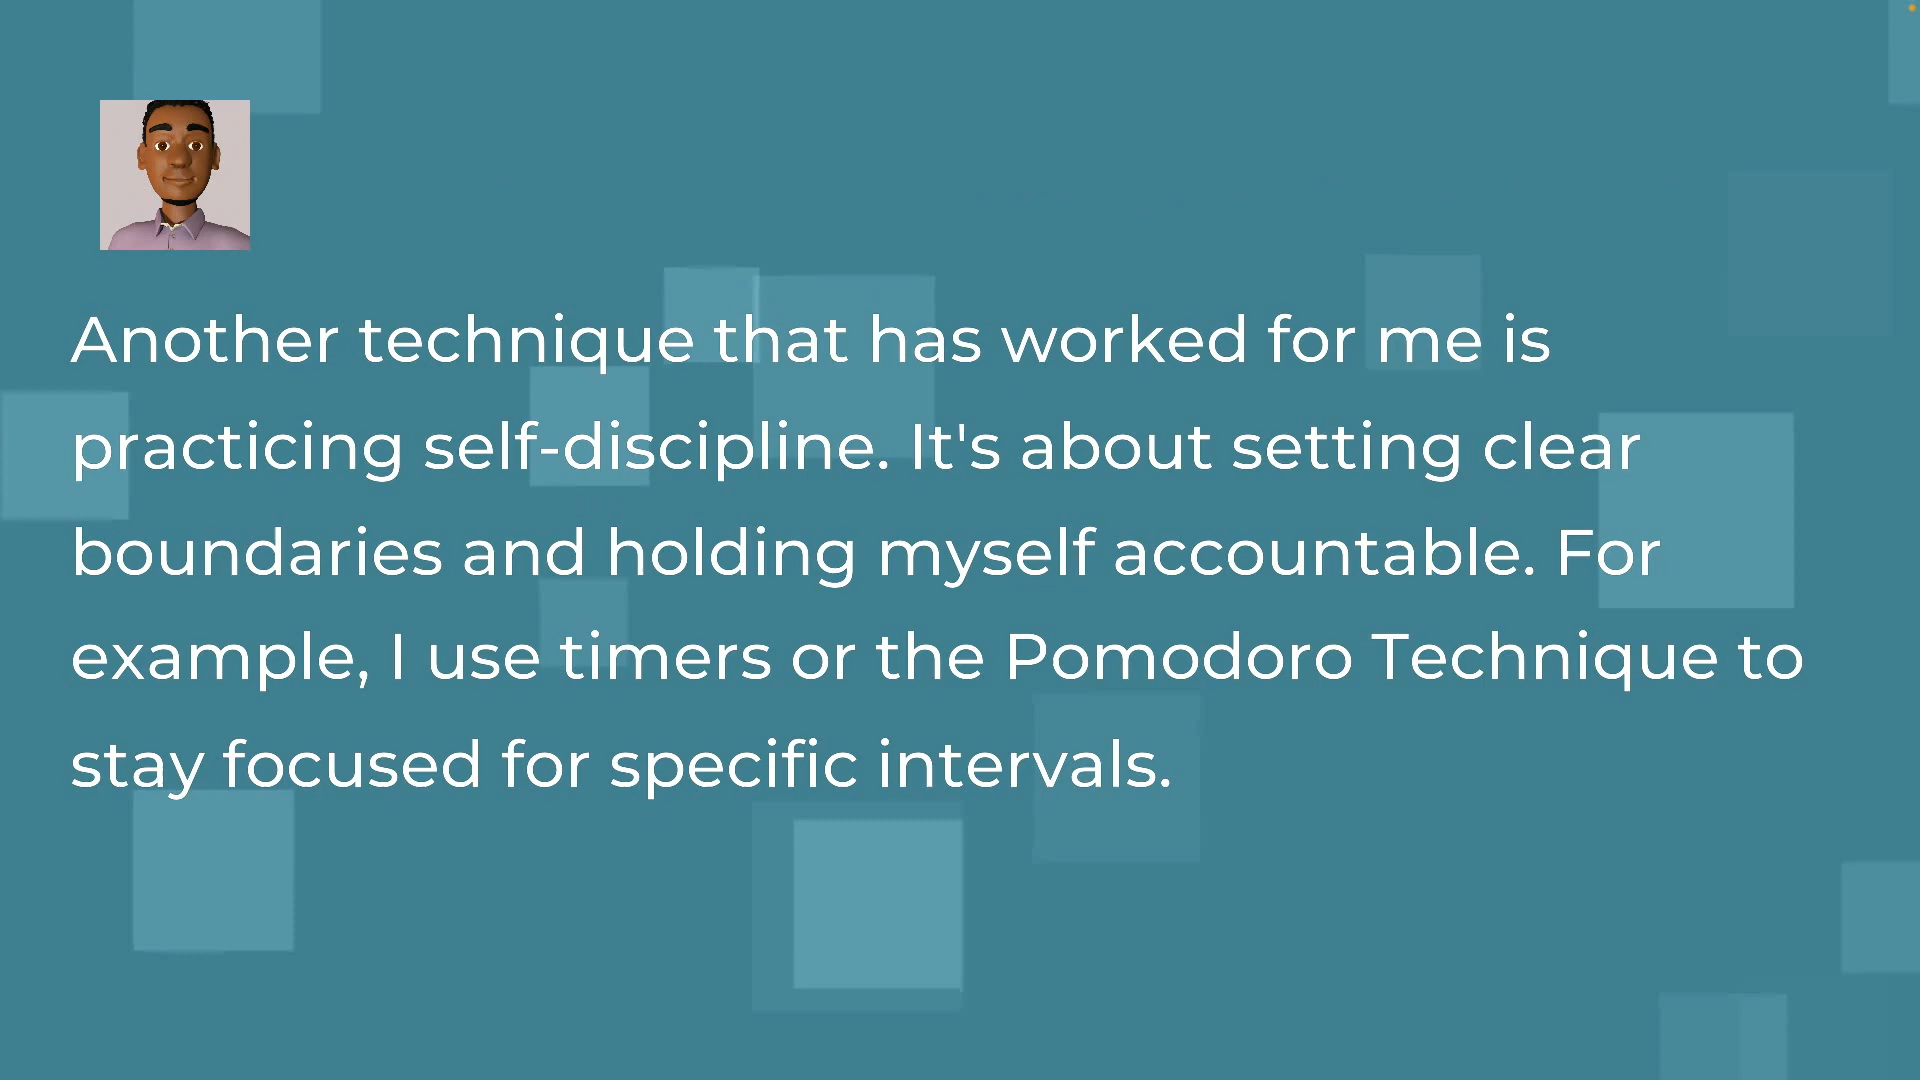 Another technique that has worked for me is
practicing self-discipline. It's about setting clear
boundaries and holding myself accountable. For
example, I use timers or the Pomodoro Technique to
stay focused for specific intervals.